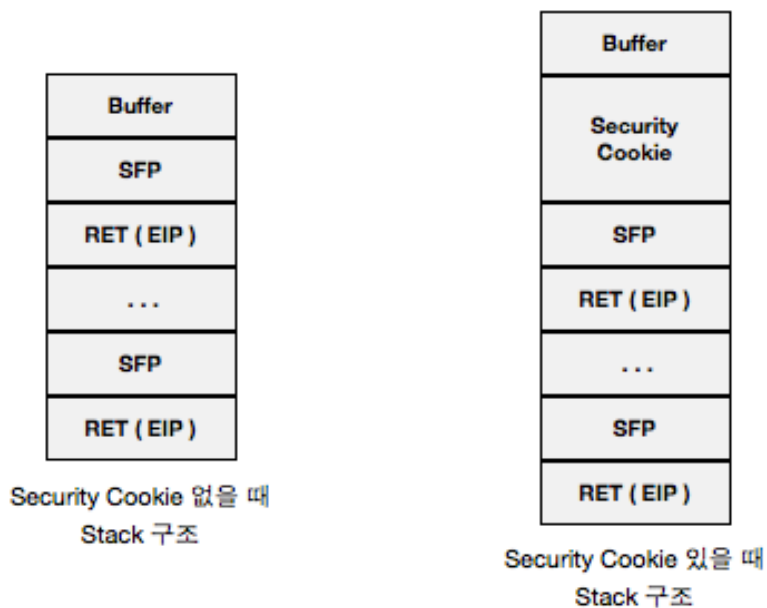 Buffer
SFP
RET ( EIP )
. . .
SFP
RET ( EIP )
Security Cookie 없을 때
Stack 구조
Buffer
Security
Cookie
SFP
RET ( EIP )
. . .
SFP
RET ( EIP )
Security Cookie 있을 때
Stack 구조